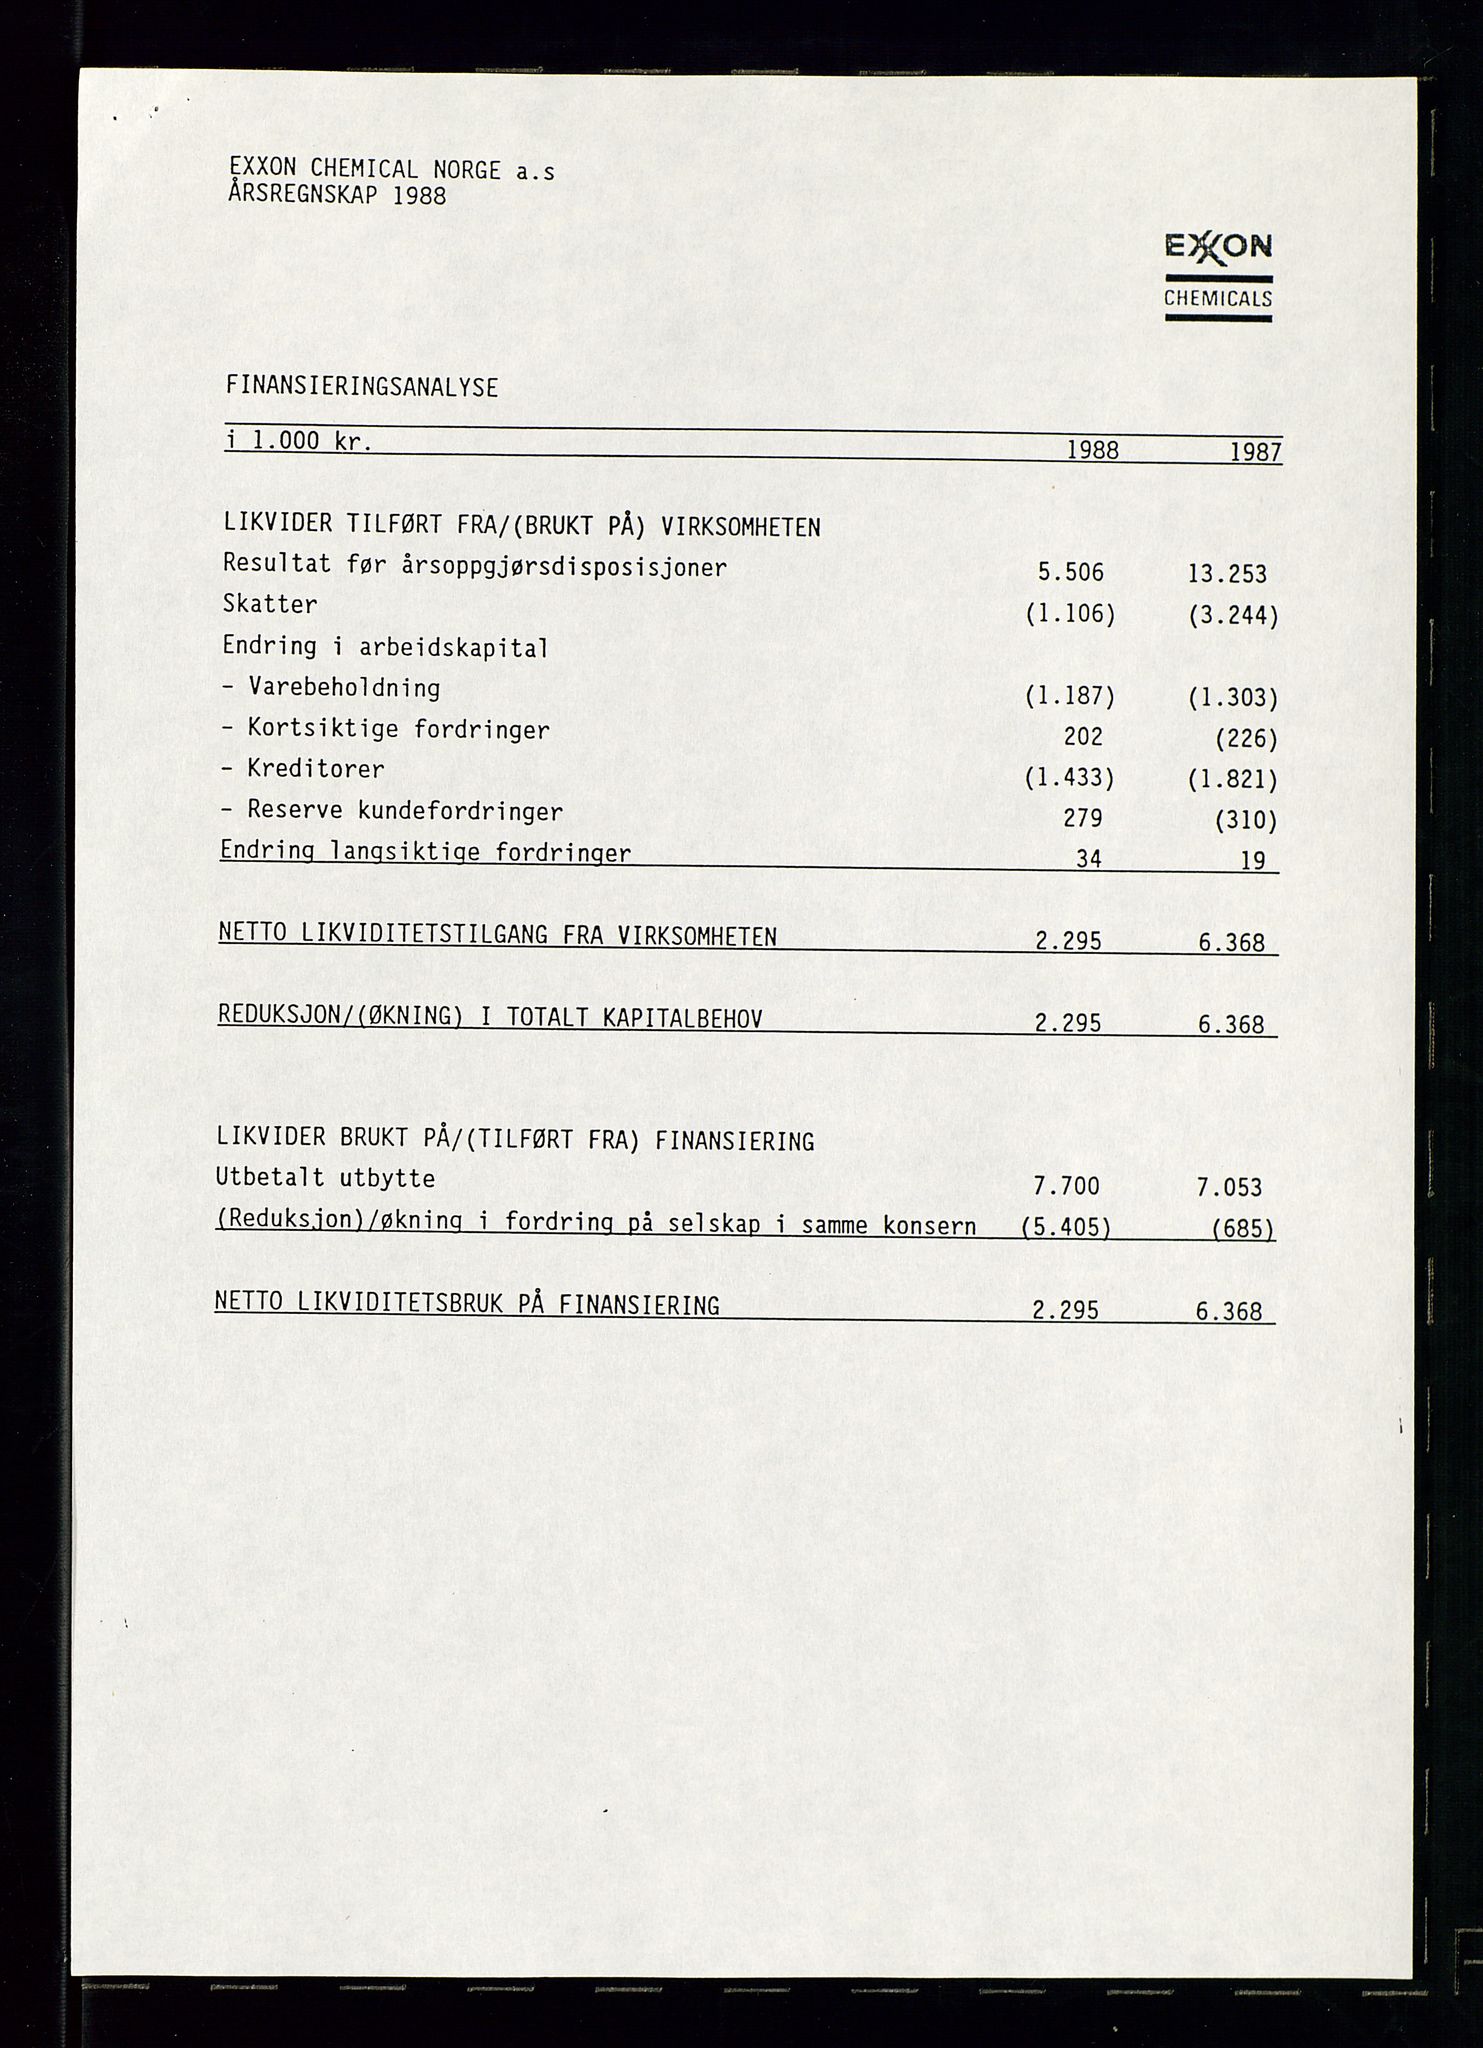 EXXON CHEMICAL NORGE a.s
ÅRSREGNSKAP 1988
EXXON
CHEMICALS
FINANSIERINGSANALYSE
i 1.000 kr. 1988 1987
LIKVIDER TILFØRT FRA/(BRUKT PÅ) VIRKSOMHETEN
Resultat før årsoppgjørsdisposisjoner 5.506 13.253
Skatter (1.106) (3.244)
Endring i arbeidskapital
- Varebeholdning (1.187) (1.303)
- Kortsiktige fordringer 202 (226)
- Kreditorer (1.433) (1.821)
- Reserve kundefordringer 279 (310)
Endring langsiktige fordringer 34 19
NETTO LIKVIDITETSTILGANG FRA VIRKSOMHETEN 2.295 6.368
REDUKSJON/(ØKNING) I TOTALT KAPITALBEHOV 2.295 6.368
LIKVIDER BRUKT PÅ/(TILFØRT FRA) FINANSIERING
Utbetalt utbytte 7.700 7.053
(Reduksjon)/økning i fordring på selskap i samme konsern (5.405) (685)
NETTO LIKVIDITETSBRUK PÅ FINANSIERING 2.295 6.368